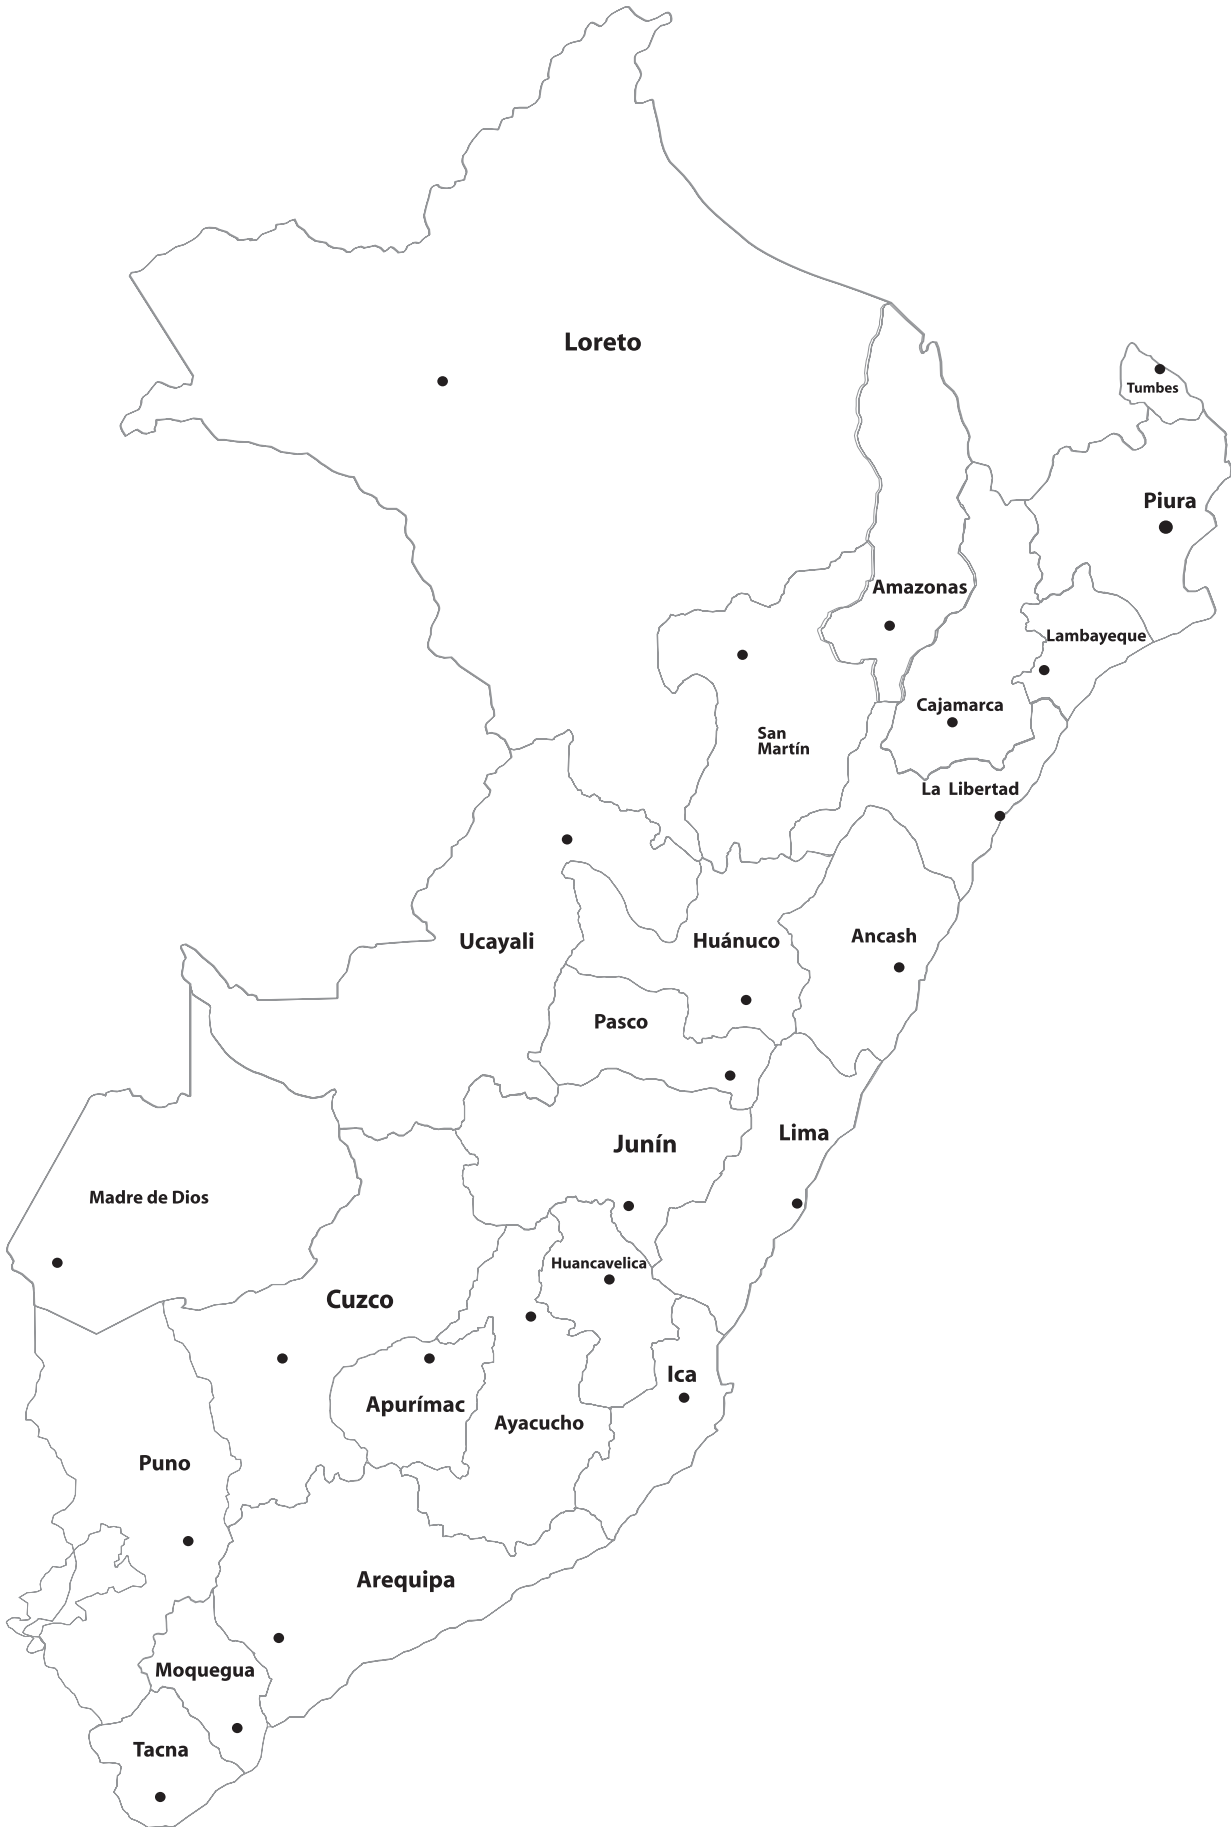 Loreto
Tumbes
Piura
Amazonas
Lambayeque
Cajamarca
San
Martín
La Libertad
Ucayali
Huánuco
Ancash
Pasco
Lima
Junín
Madre de Dios
Huancavelica
Cuzco
Ica
Apurímac
Ayacucho
Puno
Arequipa
Moquegua
Tacna